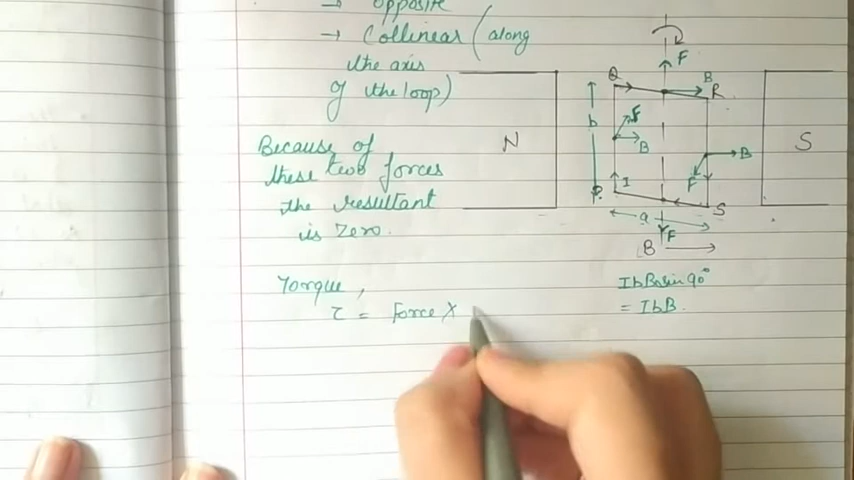 → Opposite
→ Collinear (along
the axis
of the loop)
Because of
these two forces
the resultant
is zero.
Torque,
τ = Force X
N
S
F
B
Q
R
b
F
B
B
F
P
I
S
a
F
B
IbBsin90°
= IbB.